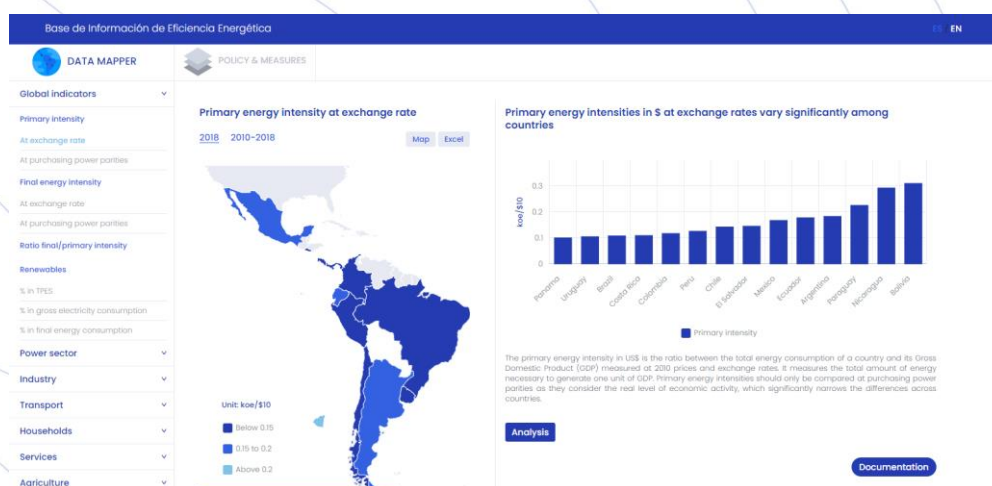 Base de Información de Eficiencia Energética
ES EN
DATA MAPPER
POLICY & MEASURES
Global indicators
Primary intensity
At exchange rate
At purchasing power parities
Final energy intensity
At exchange rate
At purchasing power parities
Ratio final/primary intensity
Renewables
% in TPES
% in gross electricity consumption
% in final energy consumption
Power sector
Industry
Transport
Households
Services
Agriculture
Primary energy intensity at exchange rate
2018 2010-2018
Map Excel
Unit: koe/$10
Below 0.15
0.15 to 0.2
Above 0.2
Primary energy intensities in $ at exchange rates vary significantly among
countries
koe/$10
0.3
0.2
0.1
0
Panama
Uruguay
Brazil
Costa Rica
Colombia
Peru
Chile
El Salvador
Mexico
Ecuador
Argentina
Paraguay
Nicaragua
Bolivia
Primary Intensity
The primary energy intensity in US$ is the ratio between the total energy consumption of a country and its Gross
Domestic Product (GDP) measured at 2010 prices and exchange rates. It measures the total amount of energy
necessary to generate one unit of GDP. Primary energy intensities should only be compared at purchasing power
parities as they consider the real level of economic activity, which significantly narrows the differences across
countries.
Analysis
Documentation